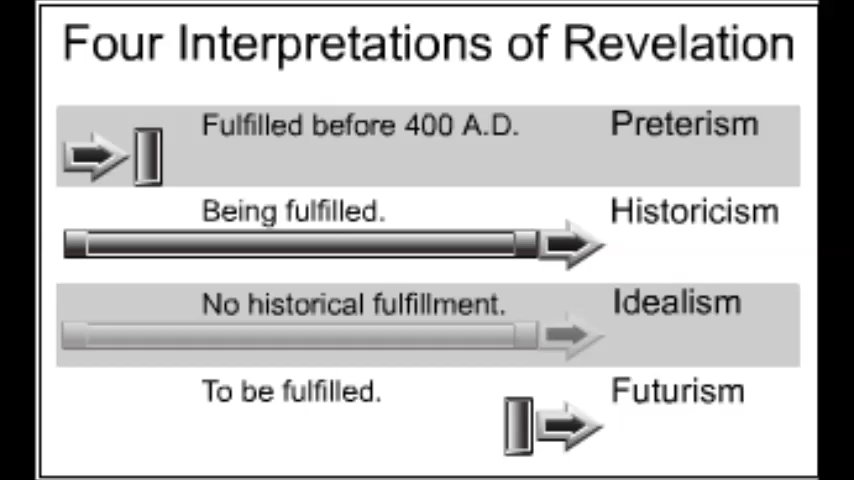 Four Interpretations of Revelation
Fulfilled before 400 A.D. Preterism
Being fulfilled. Historicism
No historical fulfillment. Idealism
To be fulfilled. Futurism